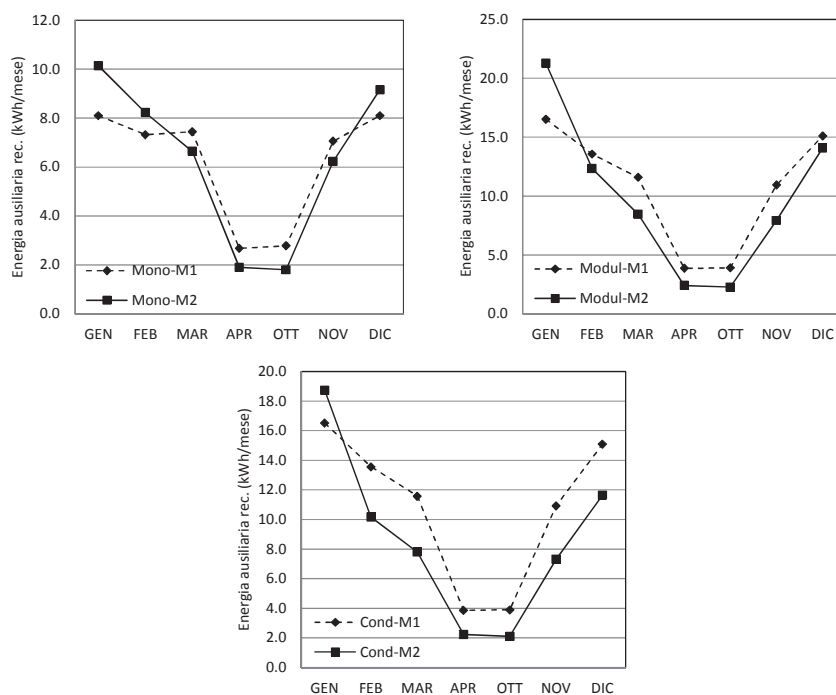 Energia ausiliaria rec. (kWh/mese)
12.0
10.0
8.0
6.0
4.0
2.0
0.0
Mono-M1
Mono-M2
GEN FEB MAR APR OTT NOV DIC
Energia ausiliaria rec. (kWh/mese)
25.0
20.0
15.0
10.0
5.0
0.0
Modul-M1
Modul-M2
GEN FEB MAR APR OTT NOV DIC
Energia ausiliaria rec. (kWh/mese)
20.0
18.0
16.0
14.0
12.0
10.0
8.0
6.0
4.0
2.0
0.0
Cond-M1
Cond-M2
GEN FEB MAR APR OTT NOV DIC